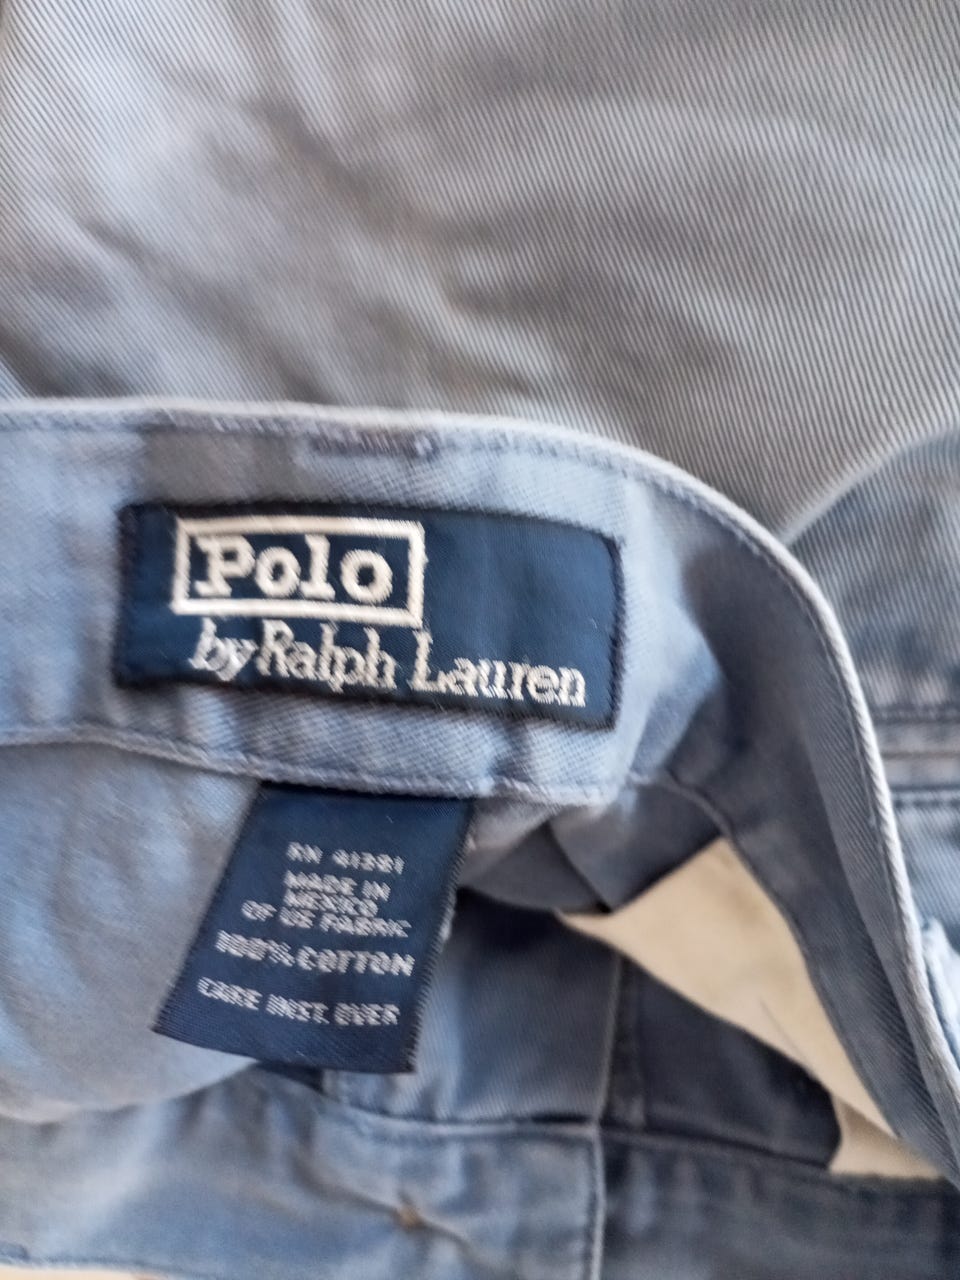 Polo
by Ralph Lauren
RN 41381
MADE IN
MEXICO
OF US FABRIC
100% COTTON
CARE INST. OVER